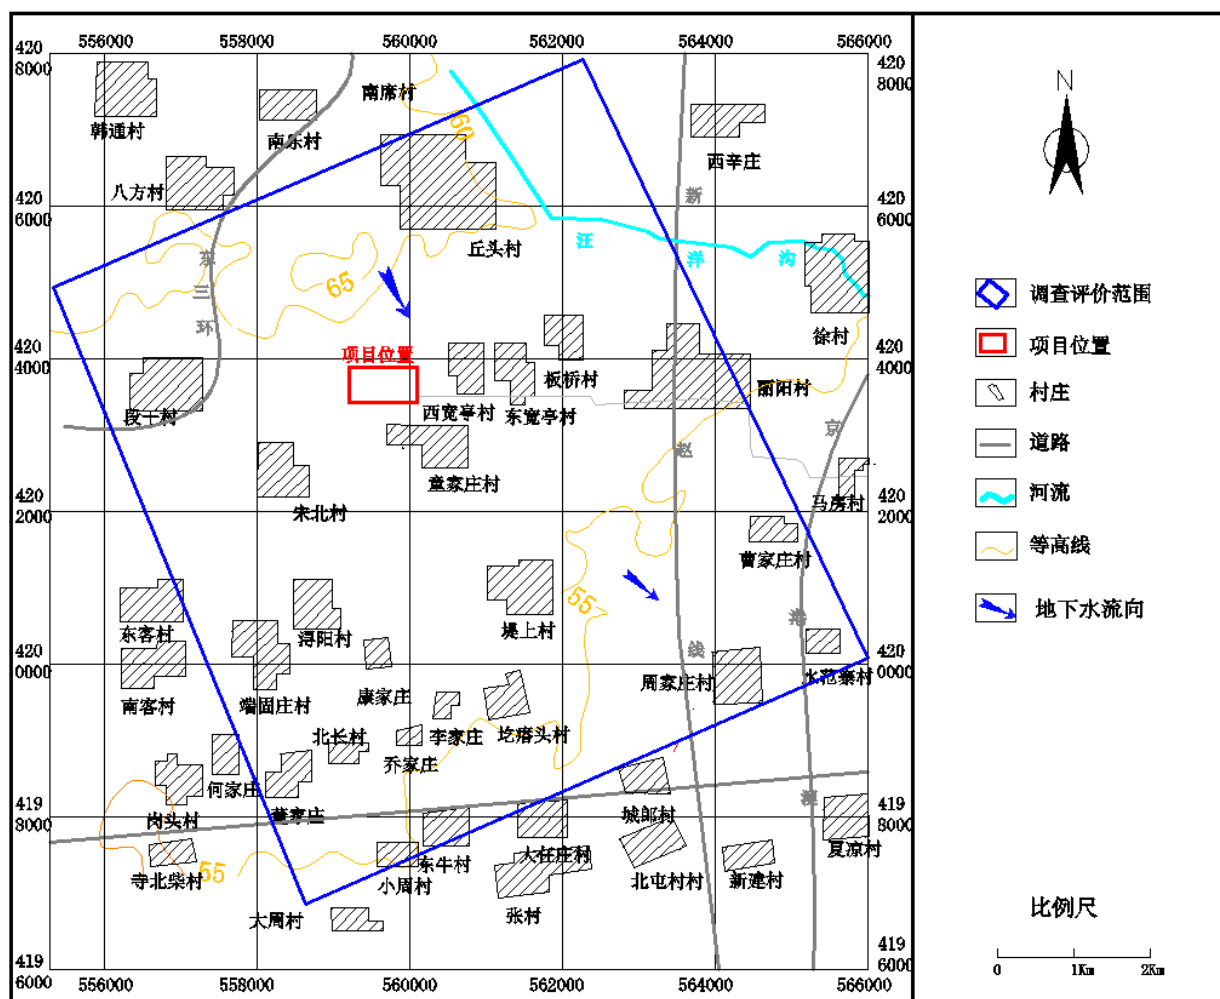 556000 558000 560000 562000 564000 566000
420
8000
420
8000
南席村
韩通村
南乐村
60
西辛庄
八方村
新
420
6000
420
6000
丘头村
汪
洋
沟
东
三
环
65
徐村
420
4000
420
4000
项目位置
板桥村
丽阳村
段干村
西宽亭村
东宽亭村
京
赵
童家庄村
宋北村
马房村
420
2000
420
2000
曹家庄村
55
东客村
浔阳村
堤上村
港
线
420
0000
420
0000
康家庄
周家庄村
水范寨村
南客村
端固庄村
北长村
李家庄
圪瘩头村
乔家庄
何家庄
董家庄
岗头村
城郎村
419
8000
419
8000
寺北柴村
55
小周村
东牛村
大任庄村
北屯村村
新建村
夏凉村
大周村
张村
419
6000
419
6000
556000 558000 560000 562000 564000 566000
N
调查评价范围
项目位置
村庄
道路
河流
等高线
地下水流向
比例尺
0 1Km 2Km